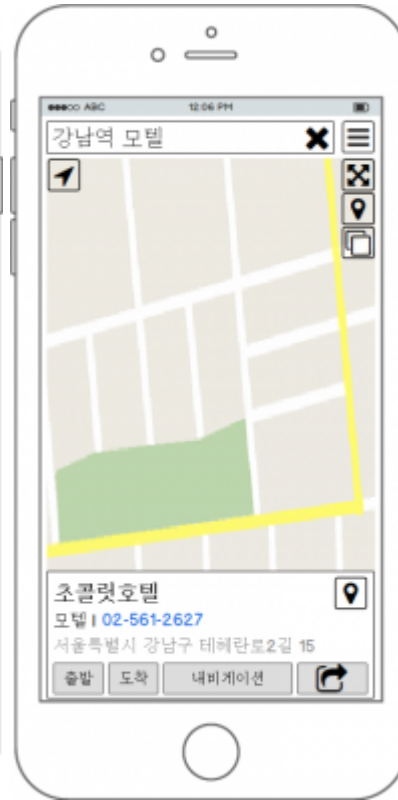 ABC 12:06 PM
강남역 모텔
초콜릿호텔
모텔 | 02-561-2627
서울특별시 강남구 테헤란로2길 15
출발 도착 내비게이션